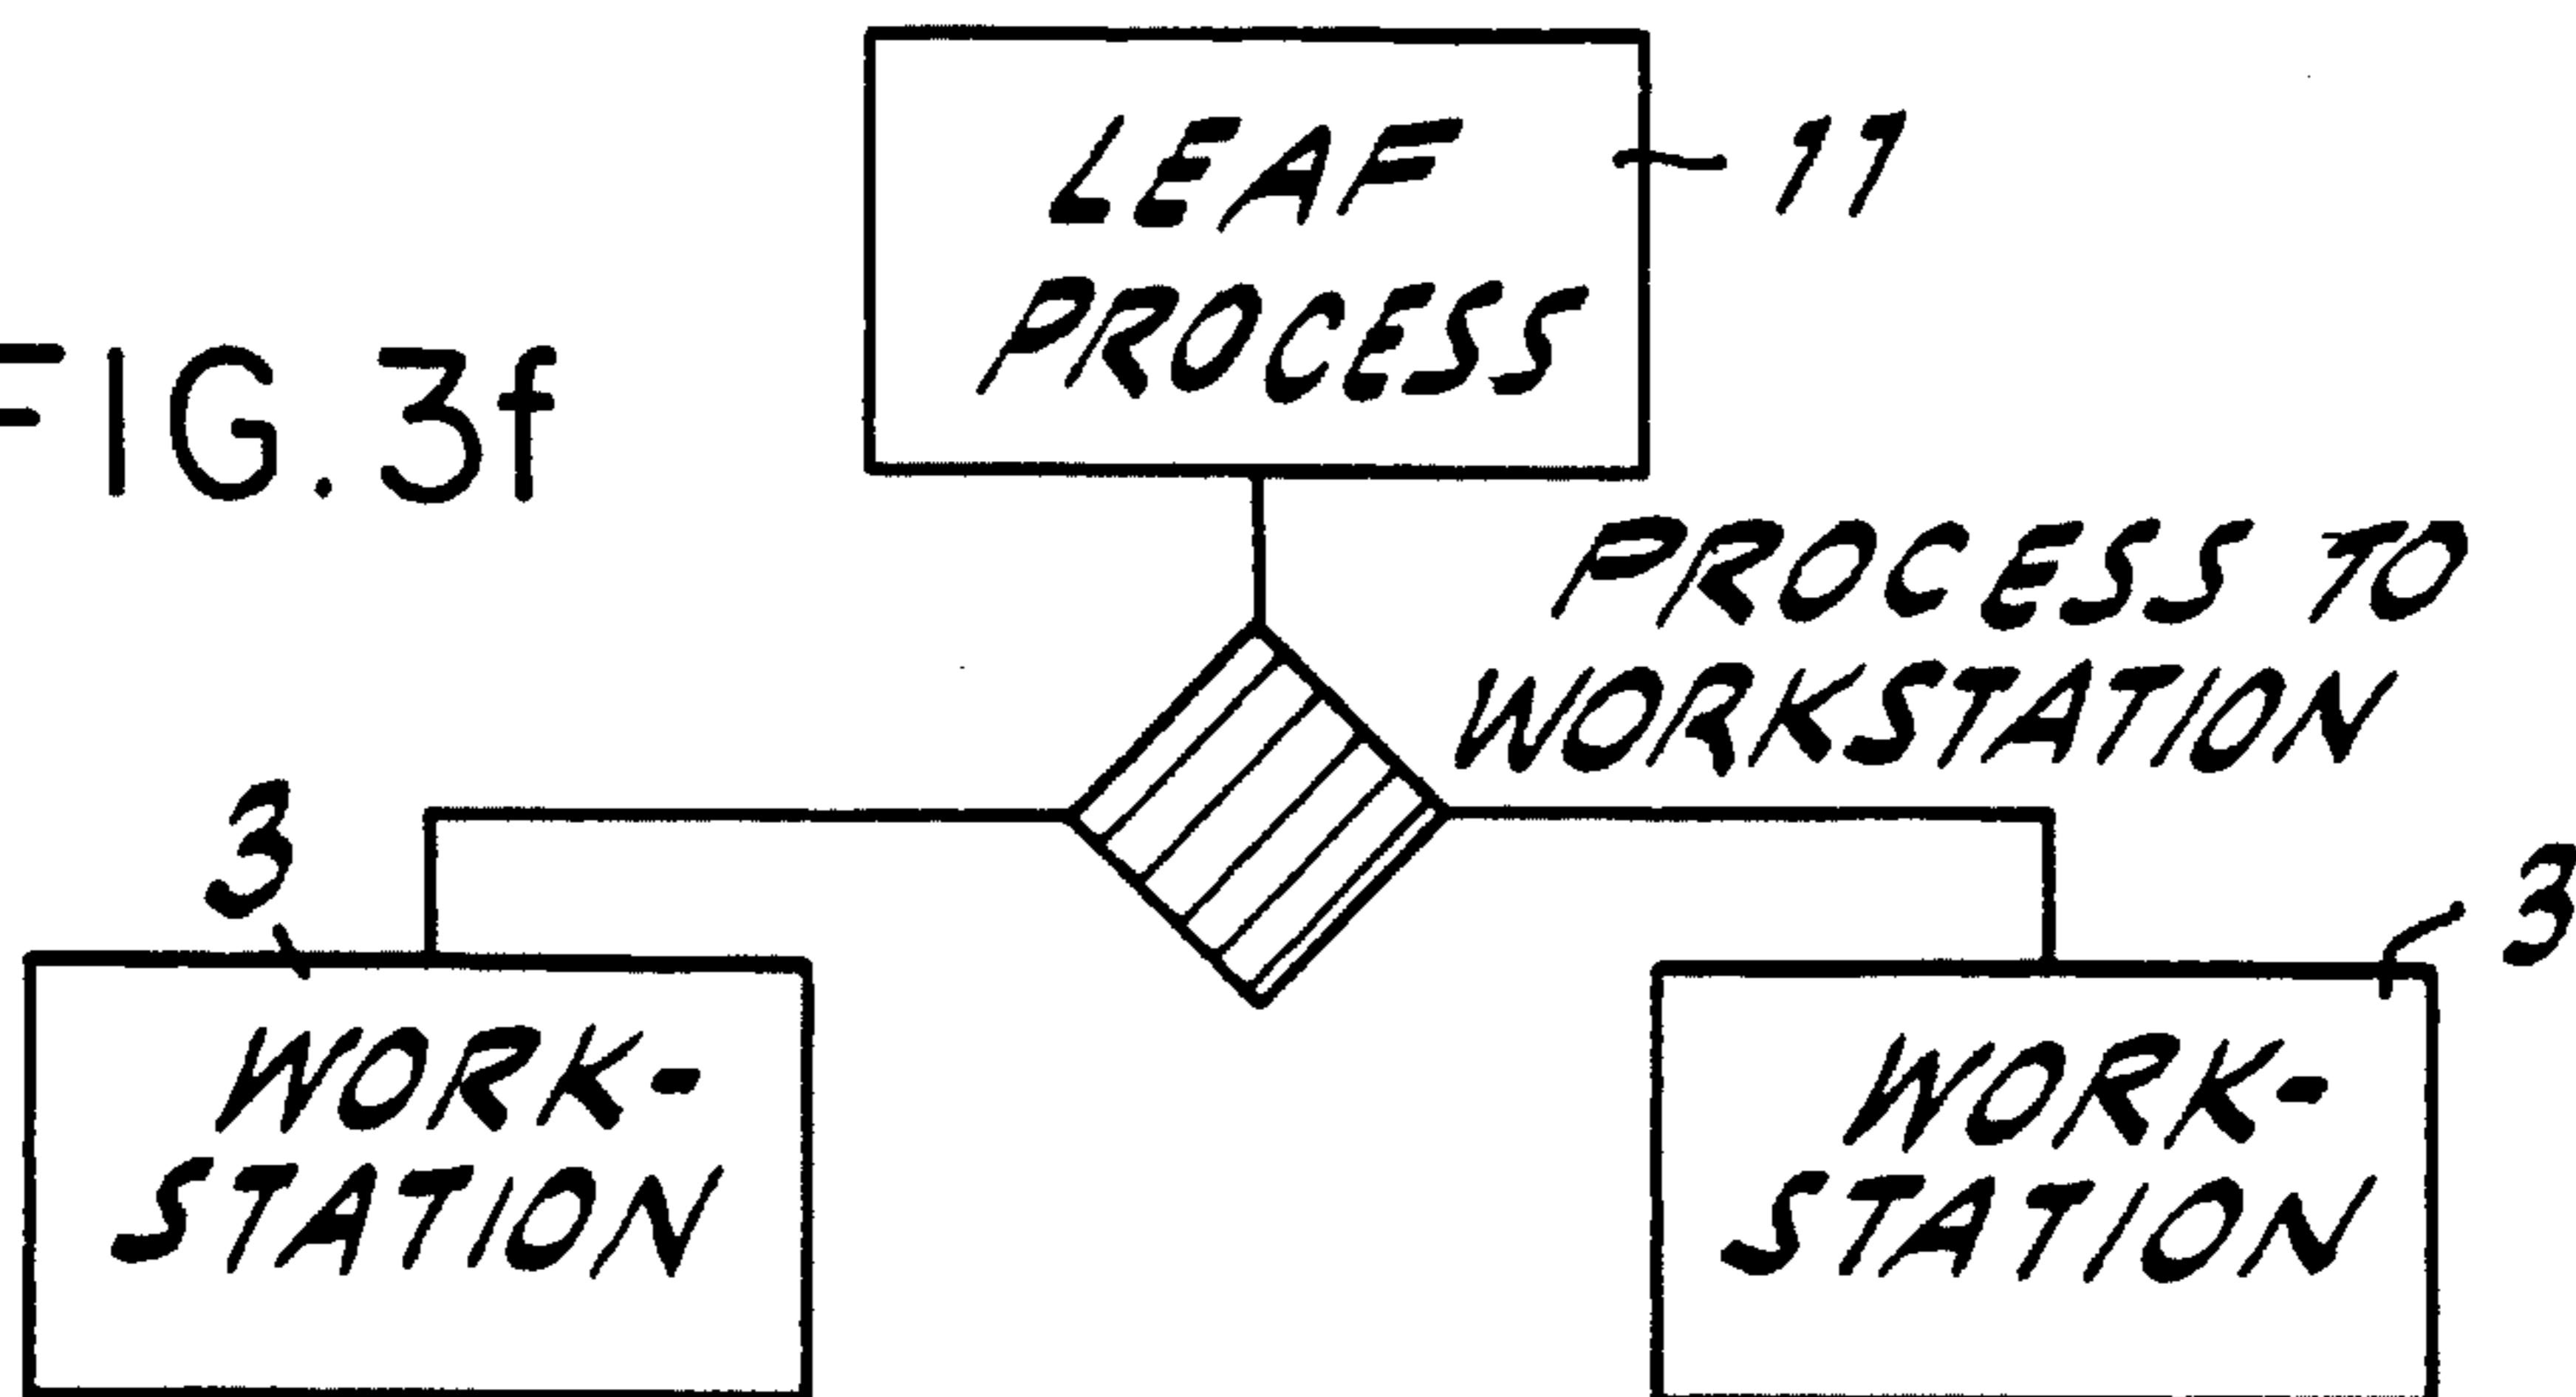 LEAF
PROCESS
11
FIG. 3f
PROCESS TO
WORKSTATION
3
3
WORK-
STATION
WORK-
STATION